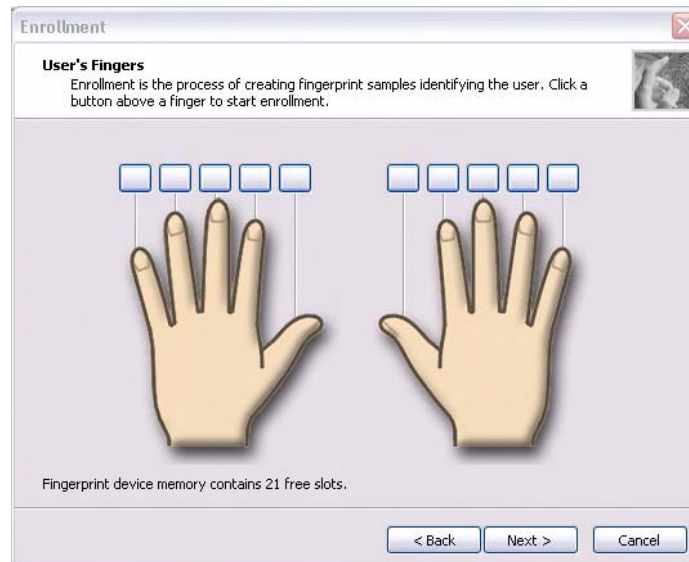 Enrollment
User's Fingers
Enrollment is the process of creating fingerprint samples identifying the user. Click a
button above a finger to start enrollment.
Fingerprint device memory contains 21 free slots.
< Back
Next >
Cancel